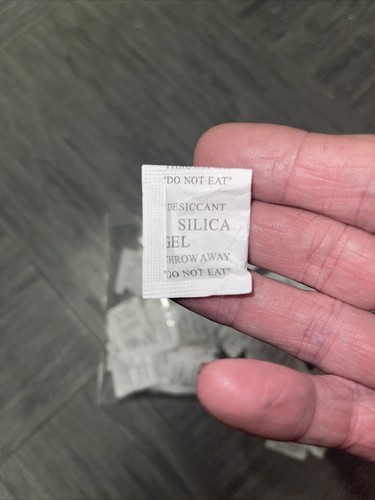 "DO NOT EAT"
DESICCANT
SILICA
GEL
THROW AWAY
"DO NOT EAT"